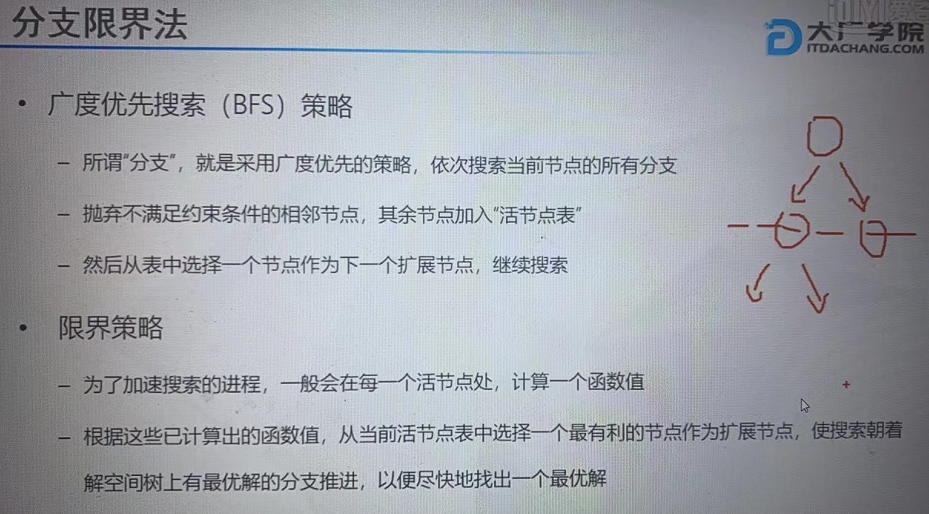 分支限界法
大厂学院
ITDACHANG.COM
• 广度优先搜索（BFS）策略
– 所谓“分支”，就是采用广度优先的策略，依次搜索当前节点的所有分支
– 抛弃不满足约束条件的相邻节点，其余节点加入“活节点表”
– 然后从表中选择一个节点作为下一个扩展节点，继续搜索
• 限界策略
– 为了加速搜索的进程，一般会在每一个活节点处，计算一个函数值
– 根据这些已计算出的函数值，从当前活节点表中选择一个最有利的节点作为扩展节点，使搜索朝着
解空间树上有最优解的分支推进，以便尽快地找出一个最优解